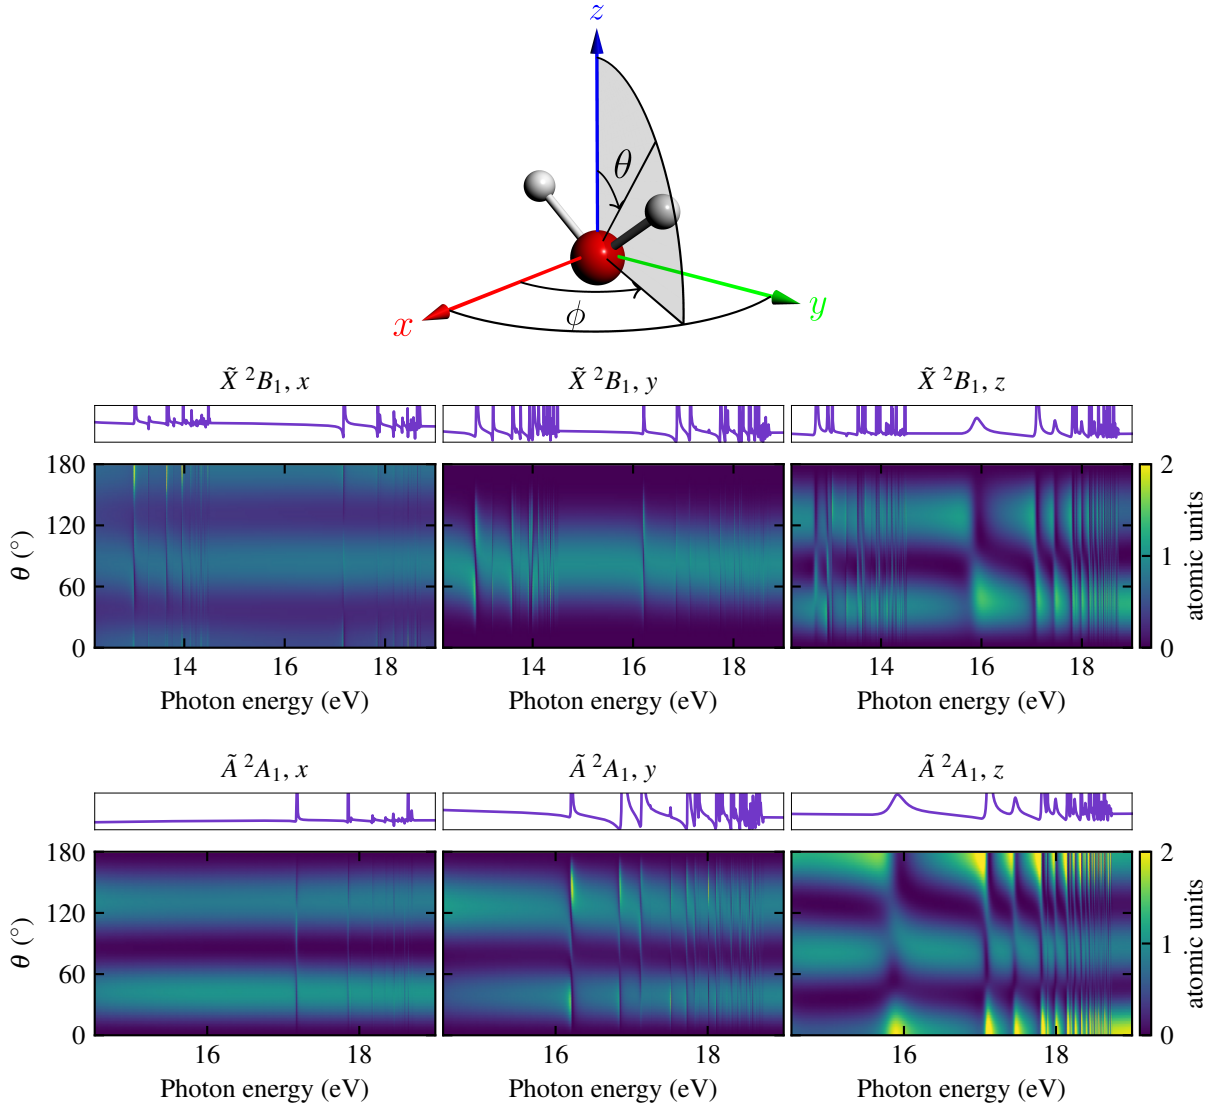 z
θ
x
ϕ
y
X̃ ²B₁, x
X̃ ²B₁, y
X̃ ²B₁, z
180
120
60
0
θ (°)
14
16
18
14
16
18
14
16
18
2
1
0
atomic units
Photon energy (eV)
Photon energy (eV)
Photon energy (eV)
Ã ²A₁, x
Ã ²A₁, y
Ã ²A₁, z
180
120
60
0
θ (°)
16
18
16
18
16
18
2
1
0
atomic units
Photon energy (eV)
Photon energy (eV)
Photon energy (eV)